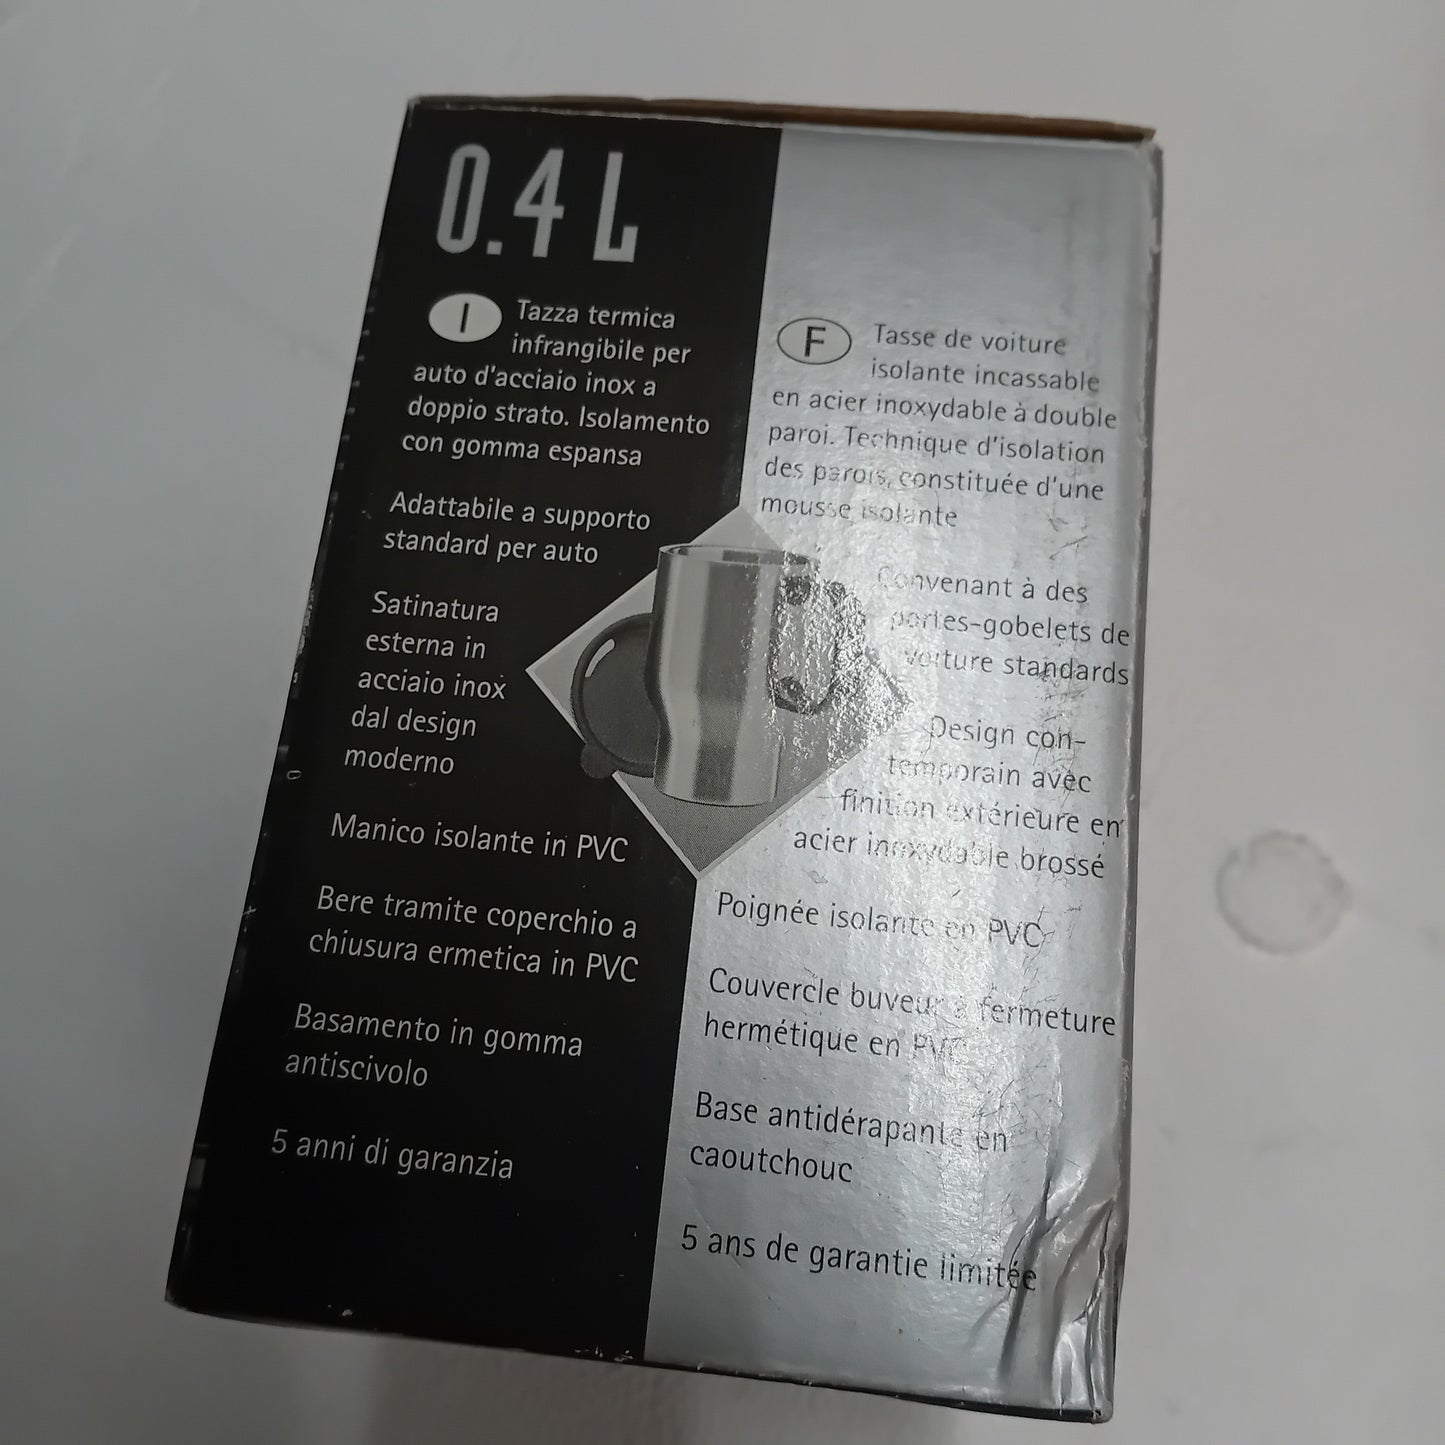 0.4 L
I
Tazza termica
infrangibile per
auto d'acciaio inox a
doppio strato. Isolamento
con gomma espansa
Adattabile a supporto
standard per auto
Satinatura
esterna in
acciaio inox
dal design
moderno
Manico isolante in PVC
Bere tramite coperchio a
chiusura ermetica in PVC
Basamento in gomma
antiscivolo
5 anni di garanzia
F
Tasse de voiture
isolante incassable
en acier inoxydable à double
paroi. Technique d'isolation
des parois, constituée d'une
mousse isolante
Convenant à des
portes-gobelets de
voiture standards
Design con-
temporain avec
finition extérieure en
acier inoxydable brossé
Poignée isolante en PVC
Couvercle buveur à fermeture
hermétique en PVC
Base antidérapante en
caoutchouc
5 ans de garantie limitée